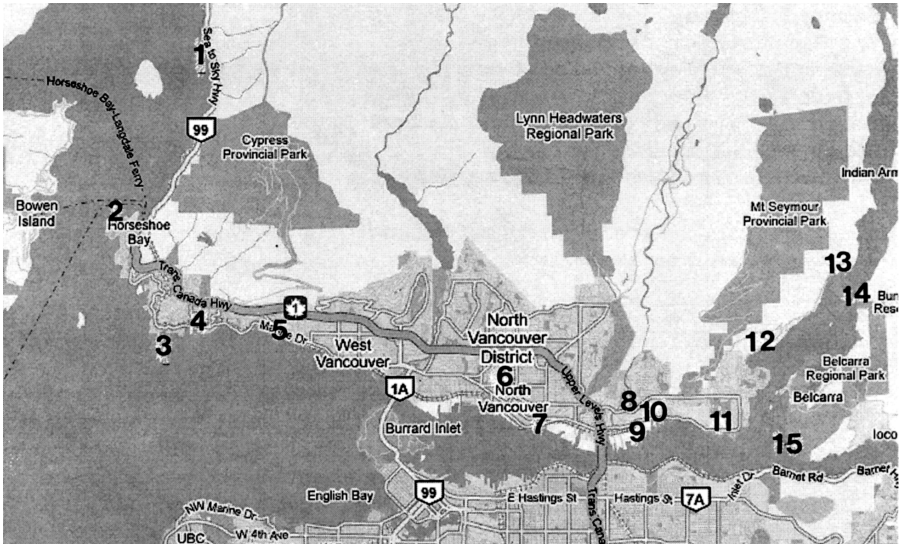 1
Sea to Sky Hwy
Horseshoe Bay-Langdale Ferry
99
Cypress
Provincial Park
Lynn Headwaters
Regional Park
Indian Arm
Bowen
Island
2
Horseshoe
Bay
Mt Seymour
Provincial Park
13
14
Trans
Canada Hwy
1
3
4
5
Marine Dr
West
Vancouver
North
Vancouver
District
6
North
Vancouver
Upper Levels Hwy
12
Belcarra
Regional Park
Belcarra
1A
7
8
9
10
11
15
Burrard Inlet
English Bay
99
E Hastings St
Hastings St
7A
Inlet Dr
Barnet Rd
NW Marine Dr
W 4th Ave
UBC